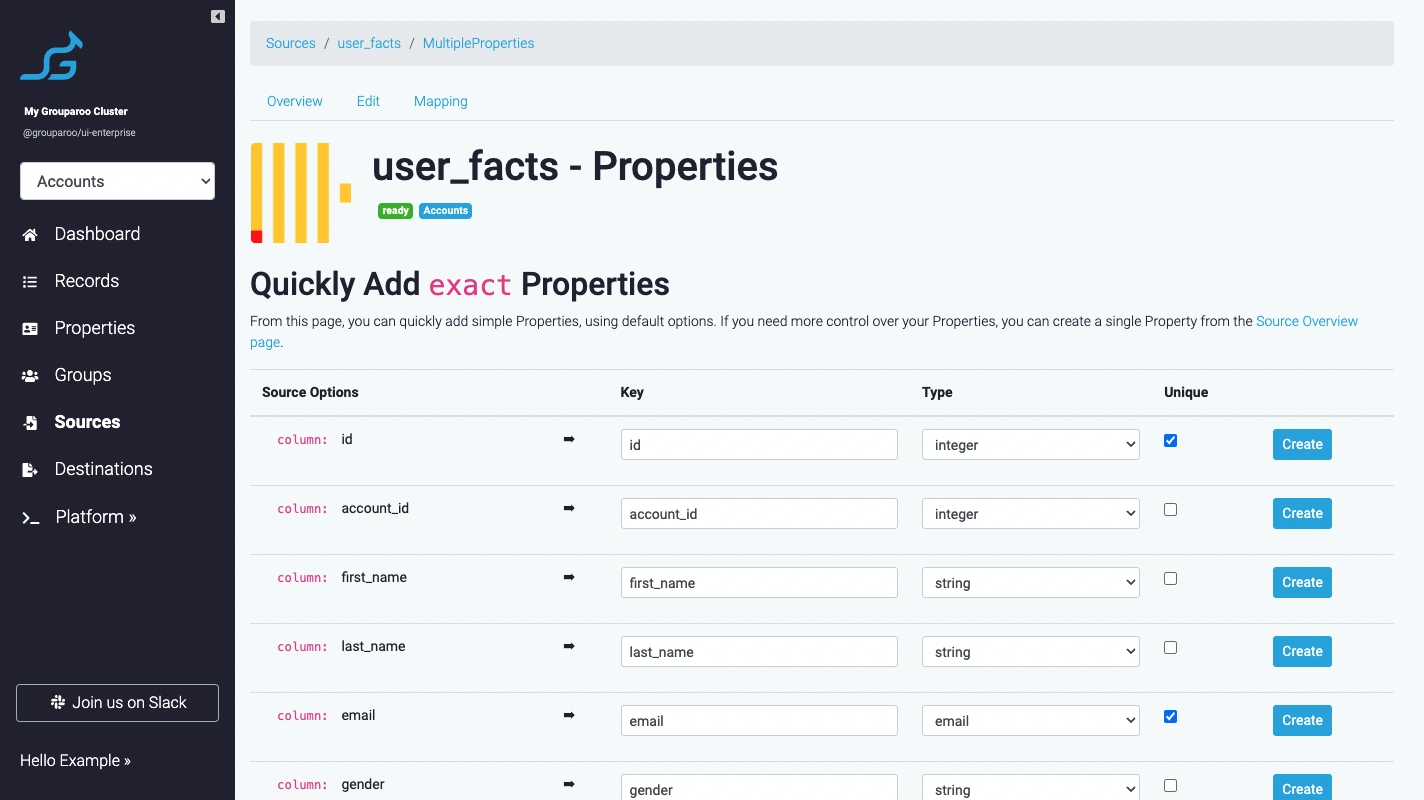 My Grouparoo Cluster
@grouparoo/ui-enterprise
Accounts
Dashboard
Records
Properties
Groups
Sources
Destinations
Platform »
Join us on Slack
Hello Example »
Sources / user_facts / MultipleProperties
Overview Edit Mapping
user_facts - Properties
ready Accounts
Quickly Add exact Properties
From this page, you can quickly add simple Properties, using default options. If you need more control over your Properties, you can create a single Property from the Source Overview
page.
Source Options Key Type Unique
column: id ➡ id integer Create
column: account_id ➡ account_id integer Create
column: first_name ➡ first_name string Create
column: last_name ➡ last_name string Create
column: email ➡ email email Create
column: gender ➡ gender string Create